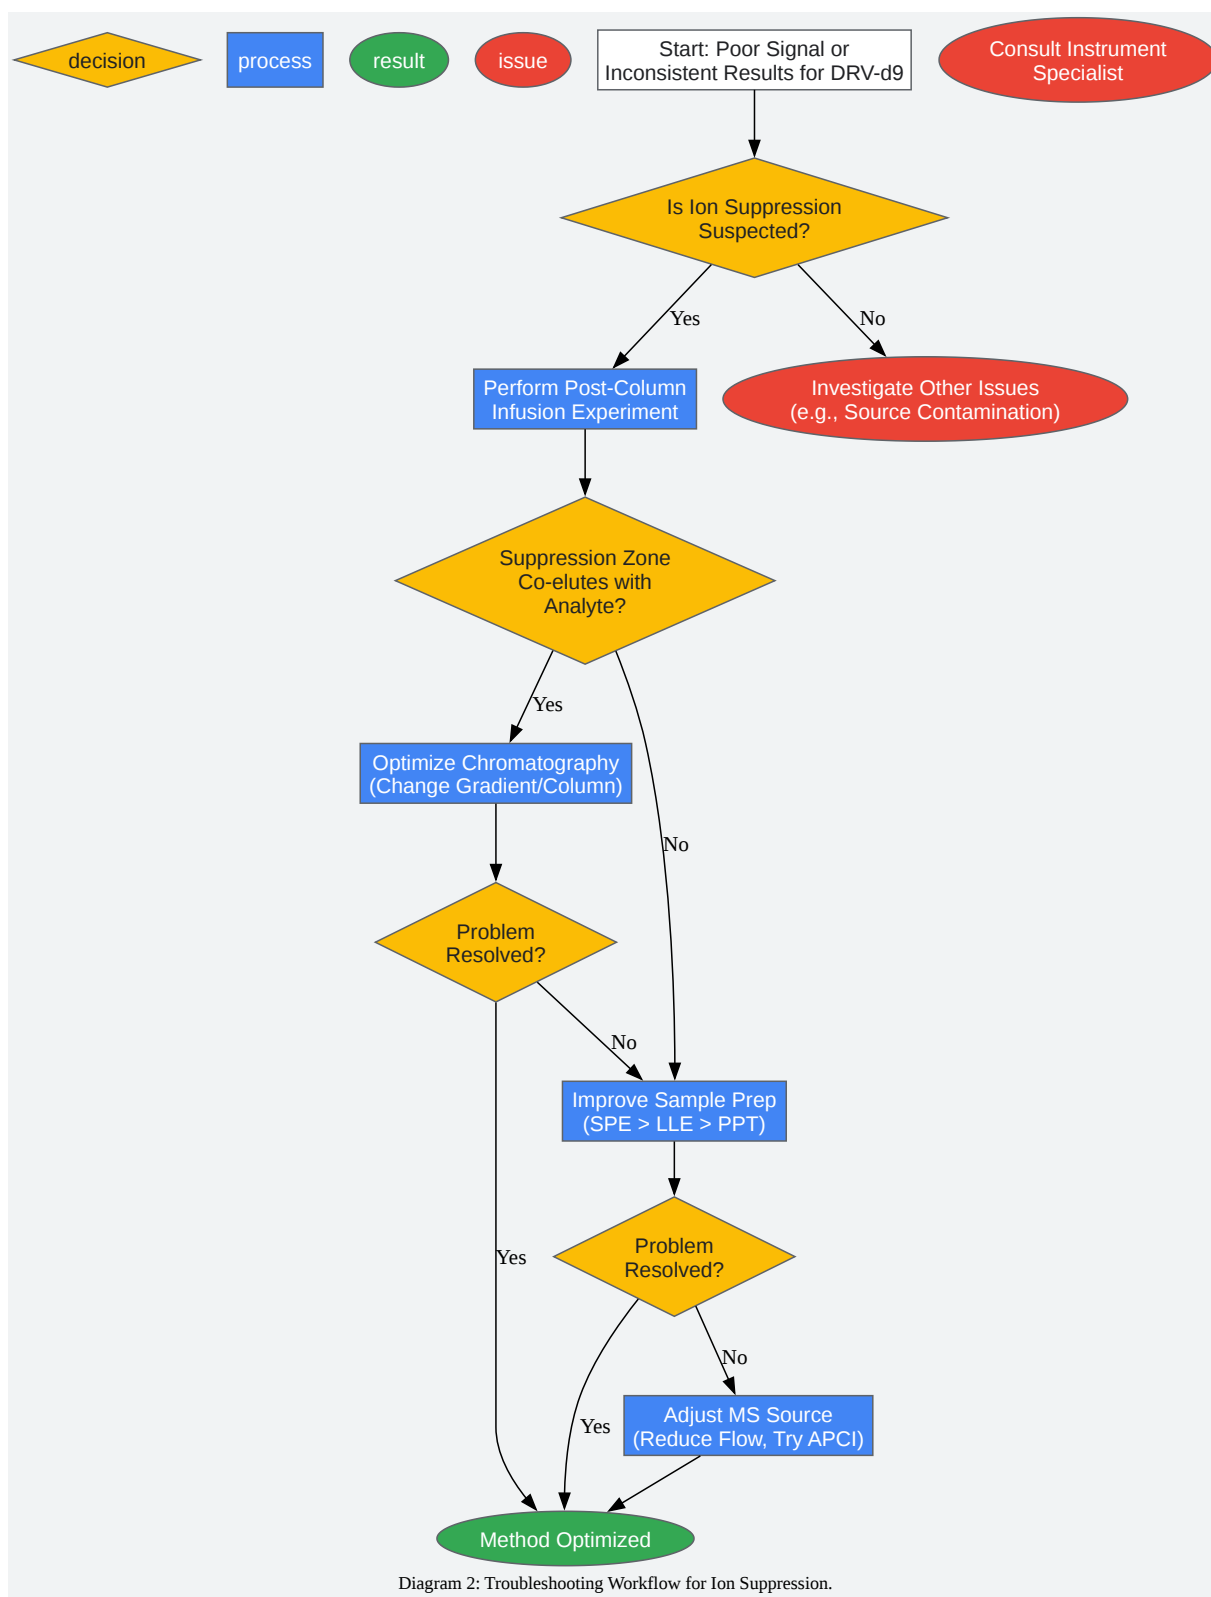 decision
process
result
issue
Start: Poor Signal or
Inconsistent Results for DRV-d9
Consult Instrument
Specialist
Is Ion Suppression
Suspected?
Yes
No
Perform Post-Column
Infusion Experiment
Investigate Other Issues
(e.g., Source Contamination)
Suppression Zone
Co-elutes with
Analyte?
Yes
Optimize Chromatography
(Change Gradient/Column)
No
Problem
Resolved?
No
Improve Sample Prep
(SPE > LLE > PPT)
Yes
Problem
Resolved?
No
Yes
Adjust MS Source
(Reduce Flow, Try APCI)
Method Optimized
Diagram 2: Troubleshooting Workflow for Ion Suppression.